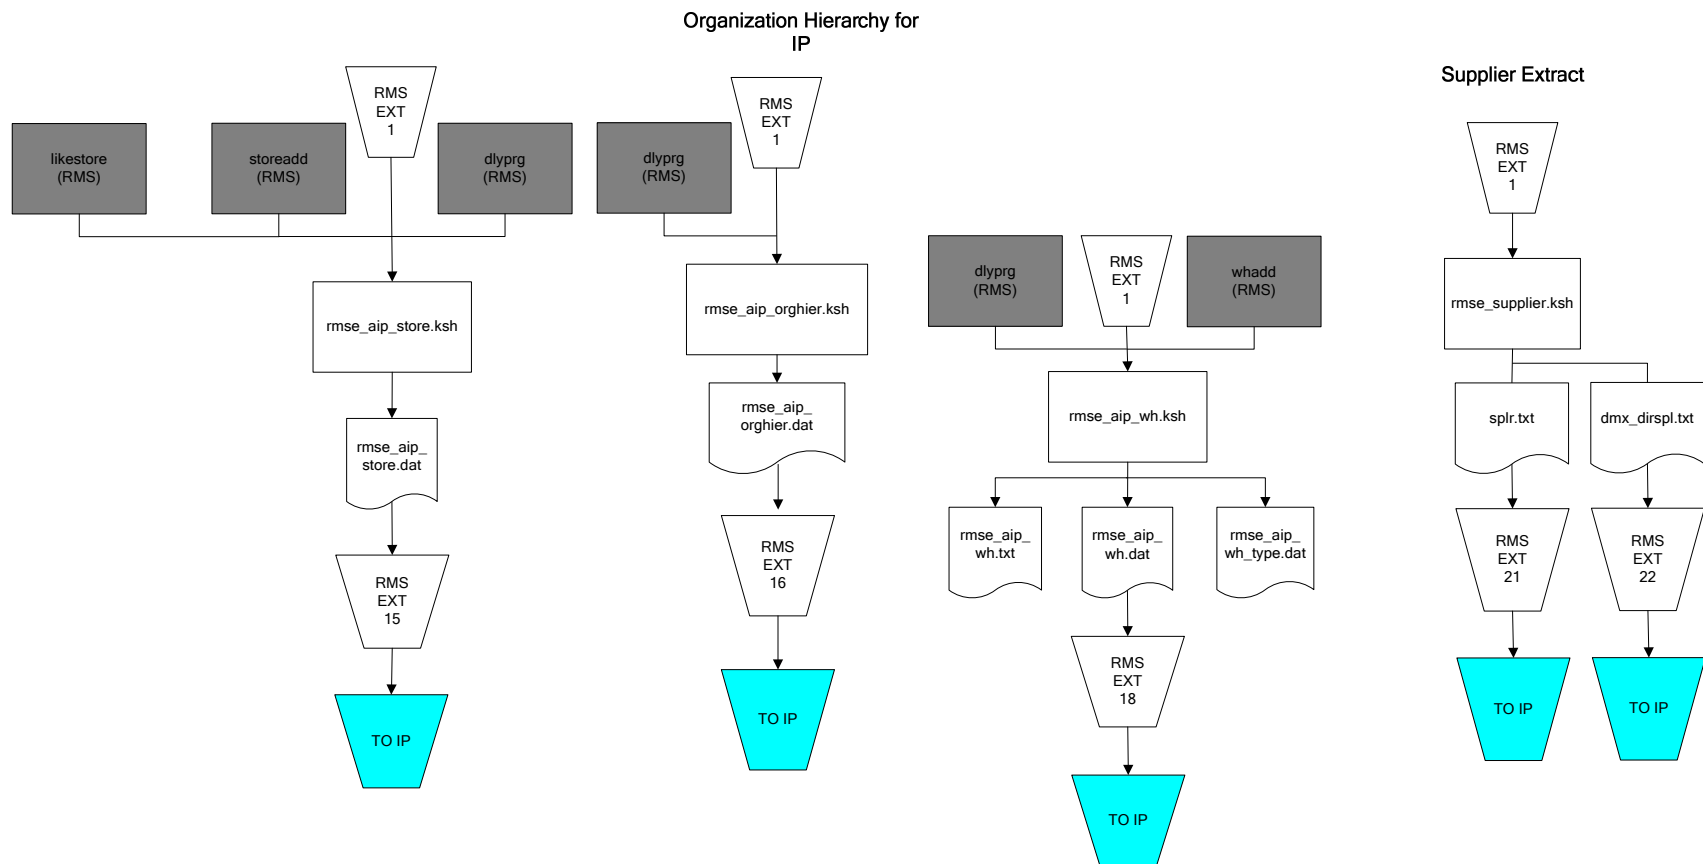 Organization Hierarchy for
IP
Supplier Extract
likestore
(RMS)
storeadd
(RMS)
RMS
EXT
1
dlyprg
(RMS)
rmse_aip_store.ksh
rmse_aip_
store.dat
RMS
EXT
15
TO IP
dlyprg
(RMS)
RMS
EXT
1
rmse_aip_orghier.ksh
rmse_aip_
orghier.dat
RMS
EXT
16
TO IP
dlyprg
(RMS)
RMS
EXT
1
whadd
(RMS)
rmse_aip_wh.ksh
rmse_aip_
wh.txt
rmse_aip_
wh.dat
rmse_aip_
wh_type.dat
RMS
EXT
18
TO IP
RMS
EXT
1
rmse_supplier.ksh
splr.txt
dmx_dirspl.txt
RMS
EXT
21
RMS
EXT
22
TO IP
TO IP